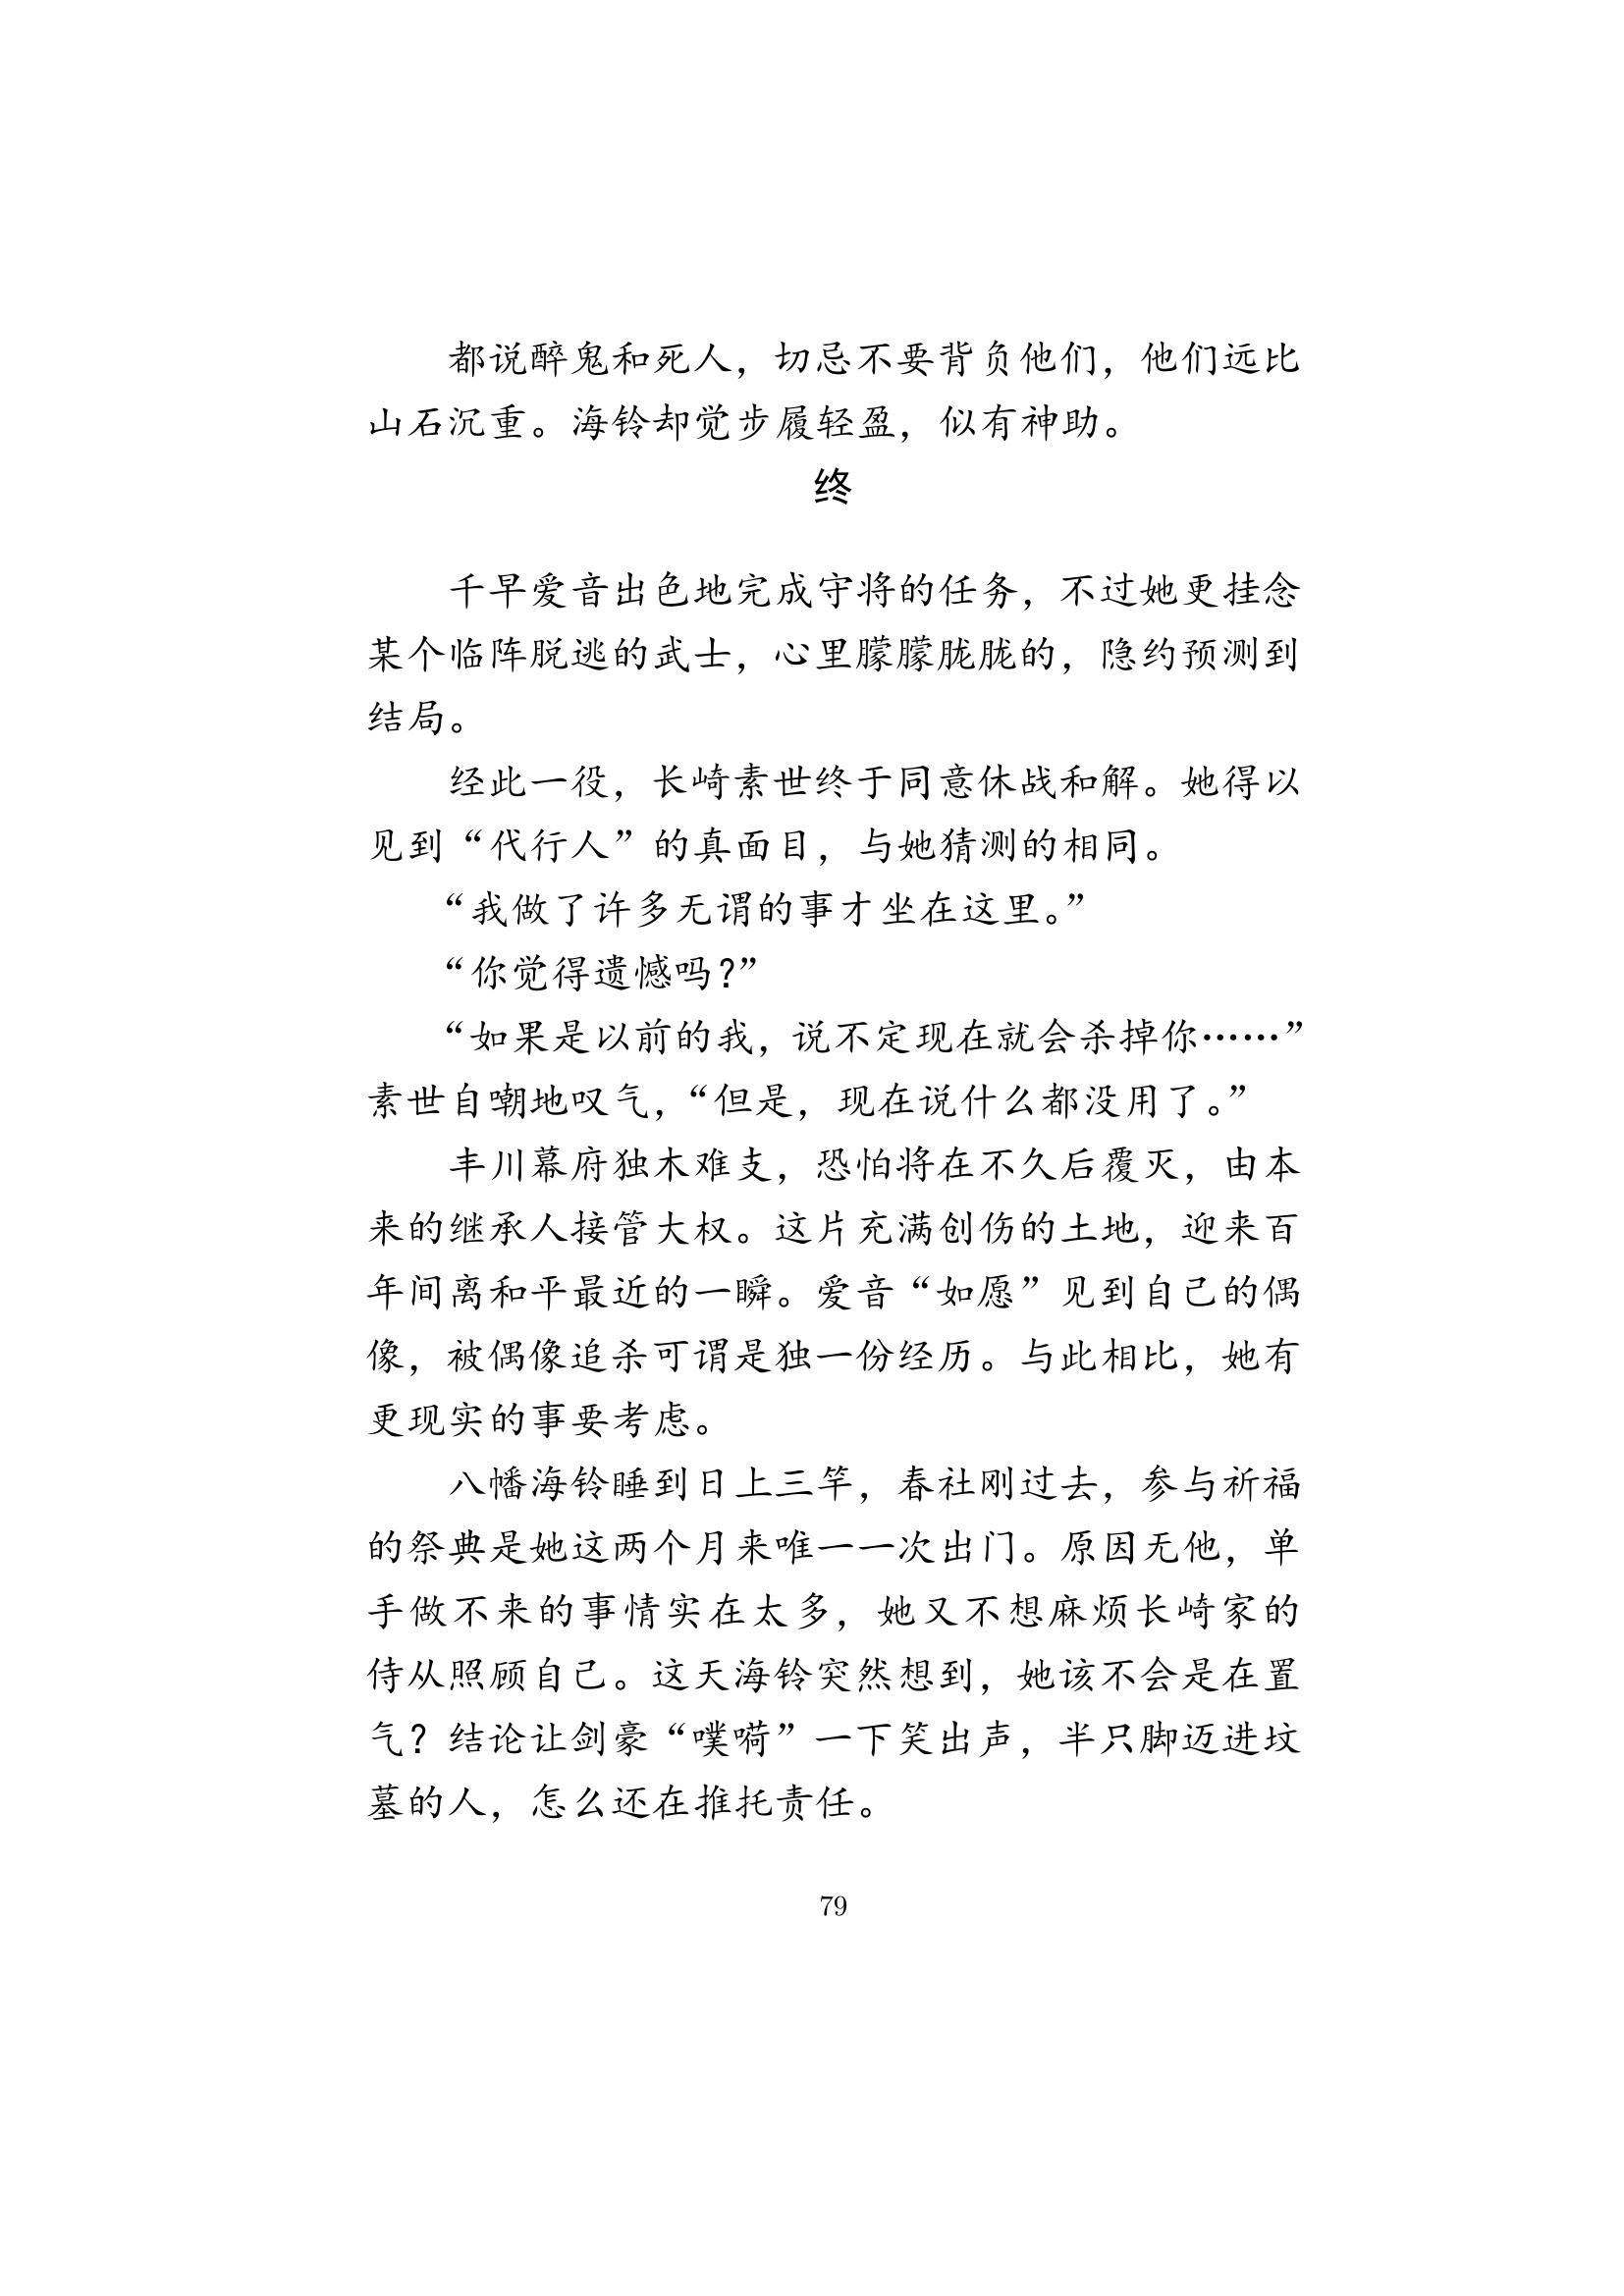 都说醉鬼和死人，切忌不要背负他们，他们远比
山石沉重。海铃却觉步履轻盈，似有神助。
终
千早爱音出色地完成守将的任务，不过她更挂念
某个临阵脱逃的武士，心里朦朦胧胧的，隐约预测到
结局。
经此一役，长崎素世终于同意休战和解。她得以
见到“代行人”的真面目，与她猜测的相同。
“我做了许多无谓的事才坐在这里。”
“你觉得遗憾吗？”
“如果是以前的我，说不定现在就会杀掉你……”
素世自嘲地叹气，“但是，现在说什么都没用了。”
丰川幕府独木难支，恐怕将在不久后覆灭，由本
来的继承人接管大权。这片充满创伤的土地，迎来百
年间离和平最近的一瞬。爱音“如愿”见到自己的偶
像，被偶像追杀可谓是独一份经历。与此相比，她有
更现实的事要考虑。
八幡海铃睡到日上三竿，春社刚过去，参与祈福
的祭典是她这两个月来唯一一次出门。原因无他，单
手做不来的事情实在太多，她又不想麻烦长崎家的
侍从照顾自己。这天海铃突然想到，她该不会是在置
气？结论让剑豪“噗嗬”一下笑出声，半只脚迈进坟
墓的人，怎么还在推托责任。
79